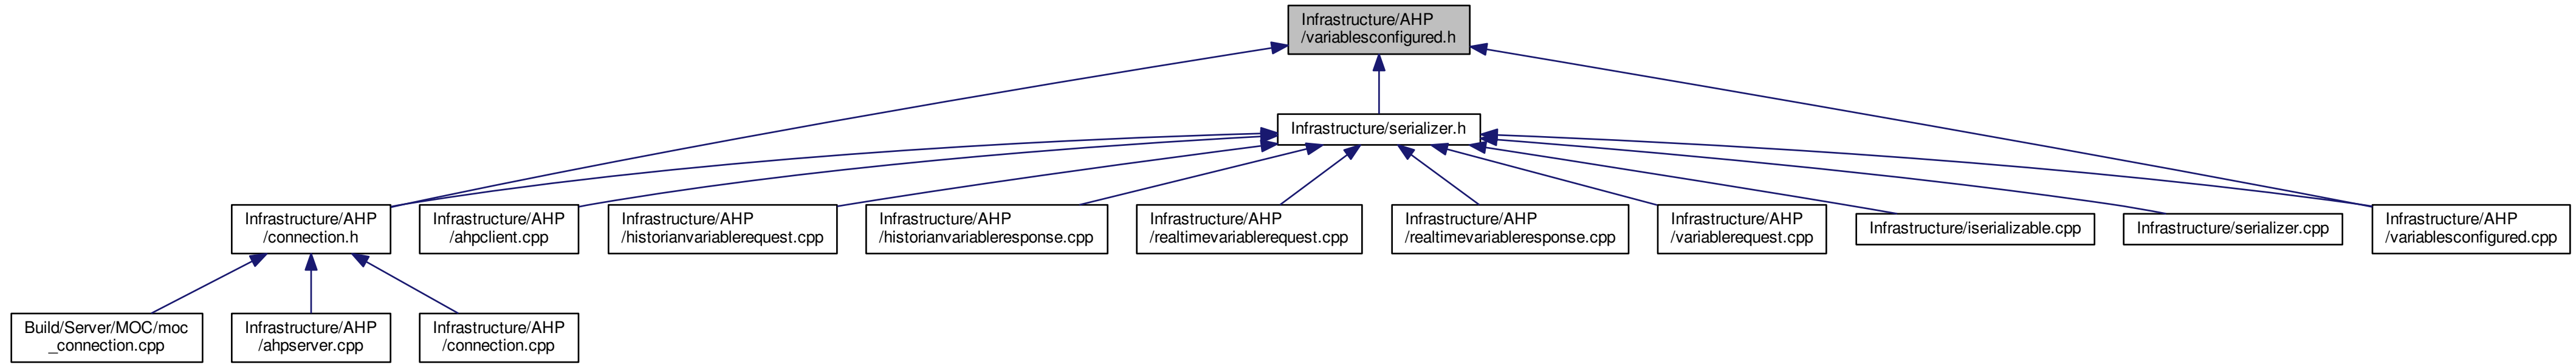 Infrastructure/AHP
/variablesconfigured.h
Infrastructure/serializer.h
Infrastructure/AHP
/connection.h
Infrastructure/AHP
/ahpclient.cpp
Infrastructure/AHP
/historianvariablerequest.cpp
Infrastructure/AHP
/historianvariableresponse.cpp
Infrastructure/AHP
/realtimevariablerequest.cpp
Infrastructure/AHP
/realtimevariableresponse.cpp
Infrastructure/AHP
/variablerequest.cpp
Infrastructure/iserializable.cpp
Infrastructure/serializer.cpp
Infrastructure/AHP
/variablesconfigured.cpp
Build/Server/MOC/moc
_connection.cpp
Infrastructure/AHP
/ahpserver.cpp
Infrastructure/AHP
/connection.cpp